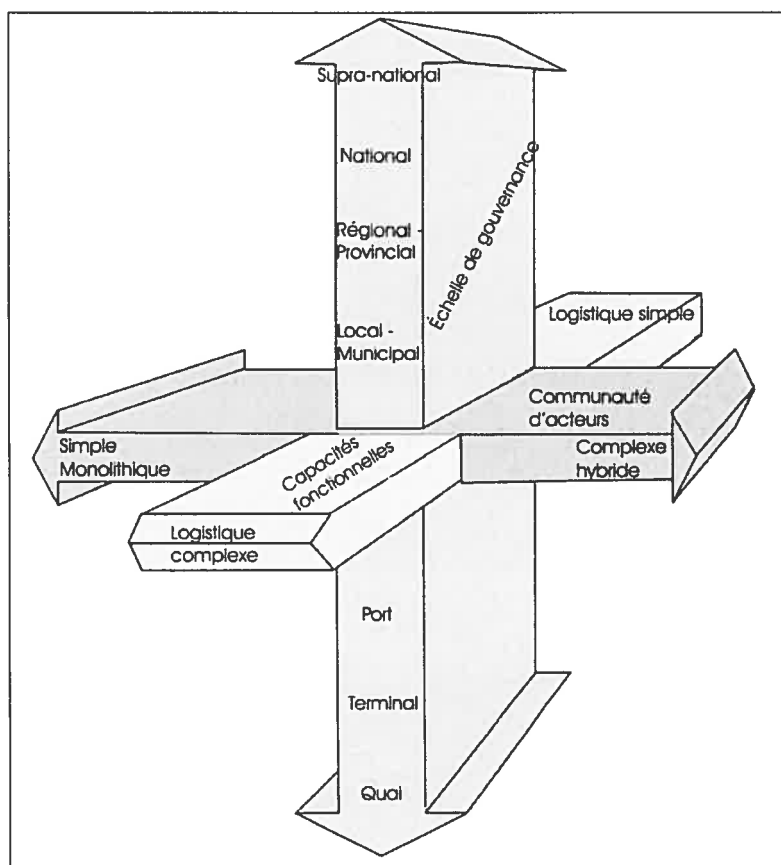 Supra-national
National
Régional -
Provincial
Échelle de gouvernance
Local -
Municipal
Logistique simple
Communauté
d'acteurs
Simple
Monolithique
Complexe
hybride
Capacités
fonctionnelles
Logistique
complexe
Port
Terminal
Quai